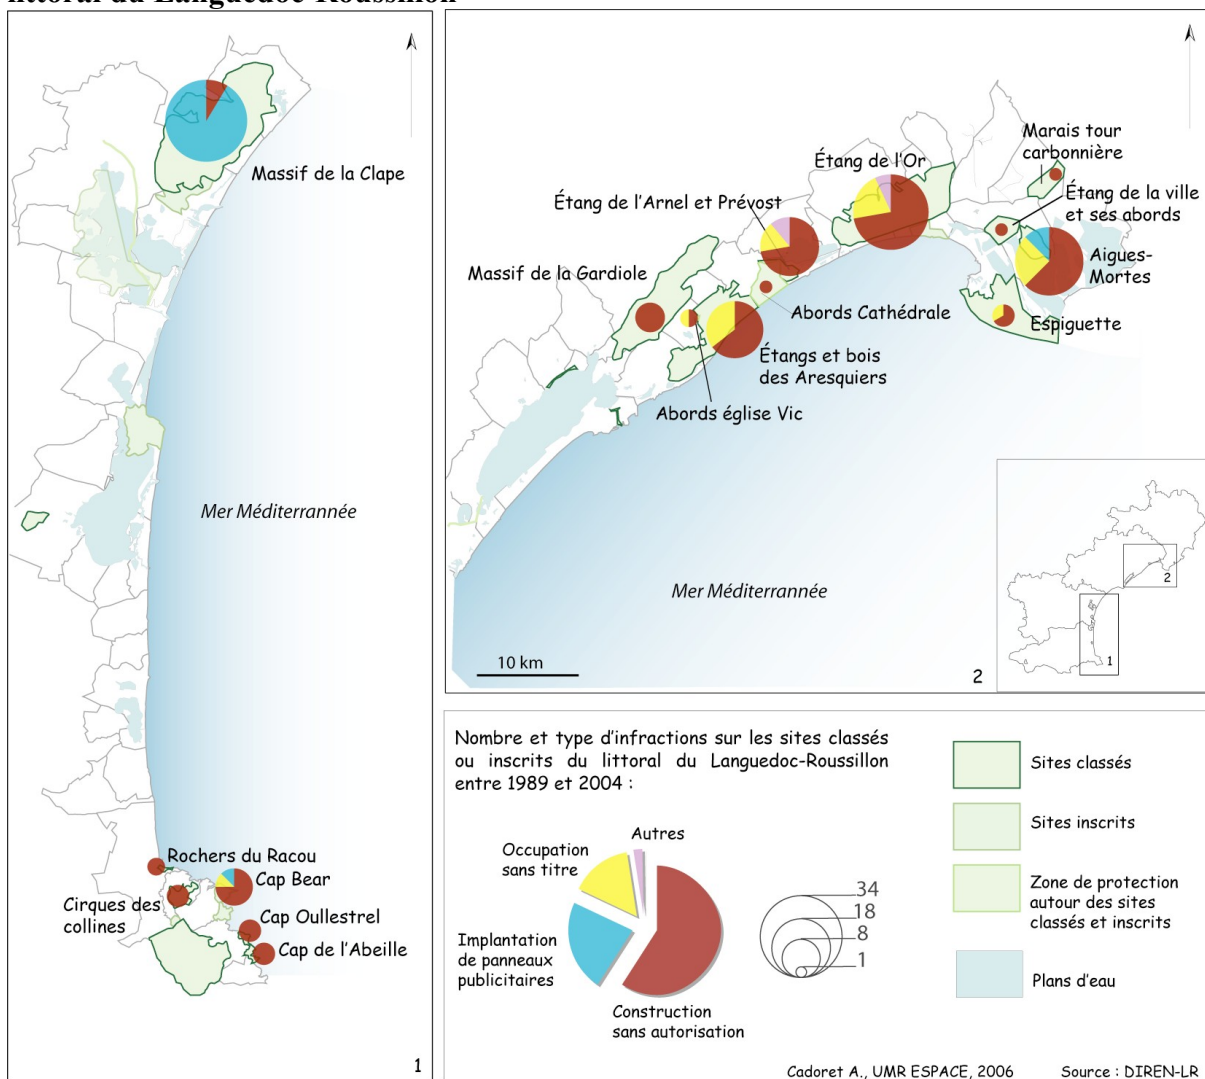 littoral du Languedoc-Roussillon
Massif de la Clape
Mer Méditerrannée
Rochers du Racou
Cap Bear
Cirques des
collines
Cap Oullestrel
Cap de l'Abeille
1
Marais tour
carbonnière
Étang de l'Or
Étang de la ville
et ses abords
Étang de l'Arnel et Prévost
Aigues-
Mortes
Massif de la Gardiole
Abords Cathédrale
Espiguette
Étangs et bois
des Aresquiers
Abords église Vic
Mer Méditerrannée
10 km
2
2
1
Nombre et type d'infractions sur les sites classés
ou inscrits du littoral du Languedoc-Roussillon
entre 1989 et 2004 :
Autres
Occupation
sans titre
Implantation
de panneaux
publicitaires
Construction
sans autorisation
34
18
8
1
Sites classés
Sites inscrits
Zone de protection
autour des sites
classés et inscrits
Plans d'eau
Cadoret A., UMR ESPACE, 2006
Source : DIREN-LR